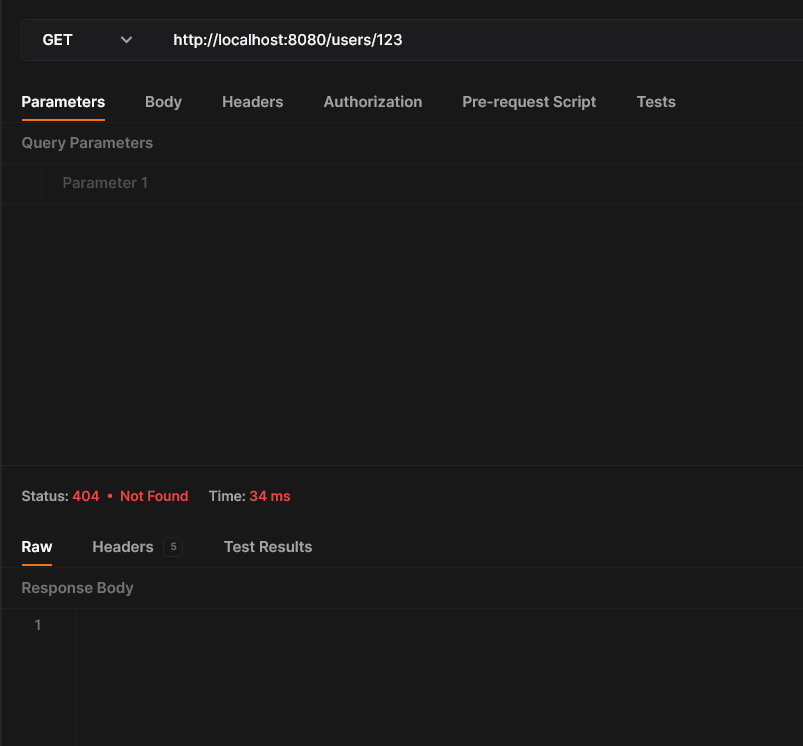 GET http://localhost:8080/users/123
Parameters Body Headers Authorization Pre-request Script Tests
Query Parameters
Parameter 1
Status: 404 • Not Found Time: 34 ms
Raw Headers 5 Test Results
Response Body
1